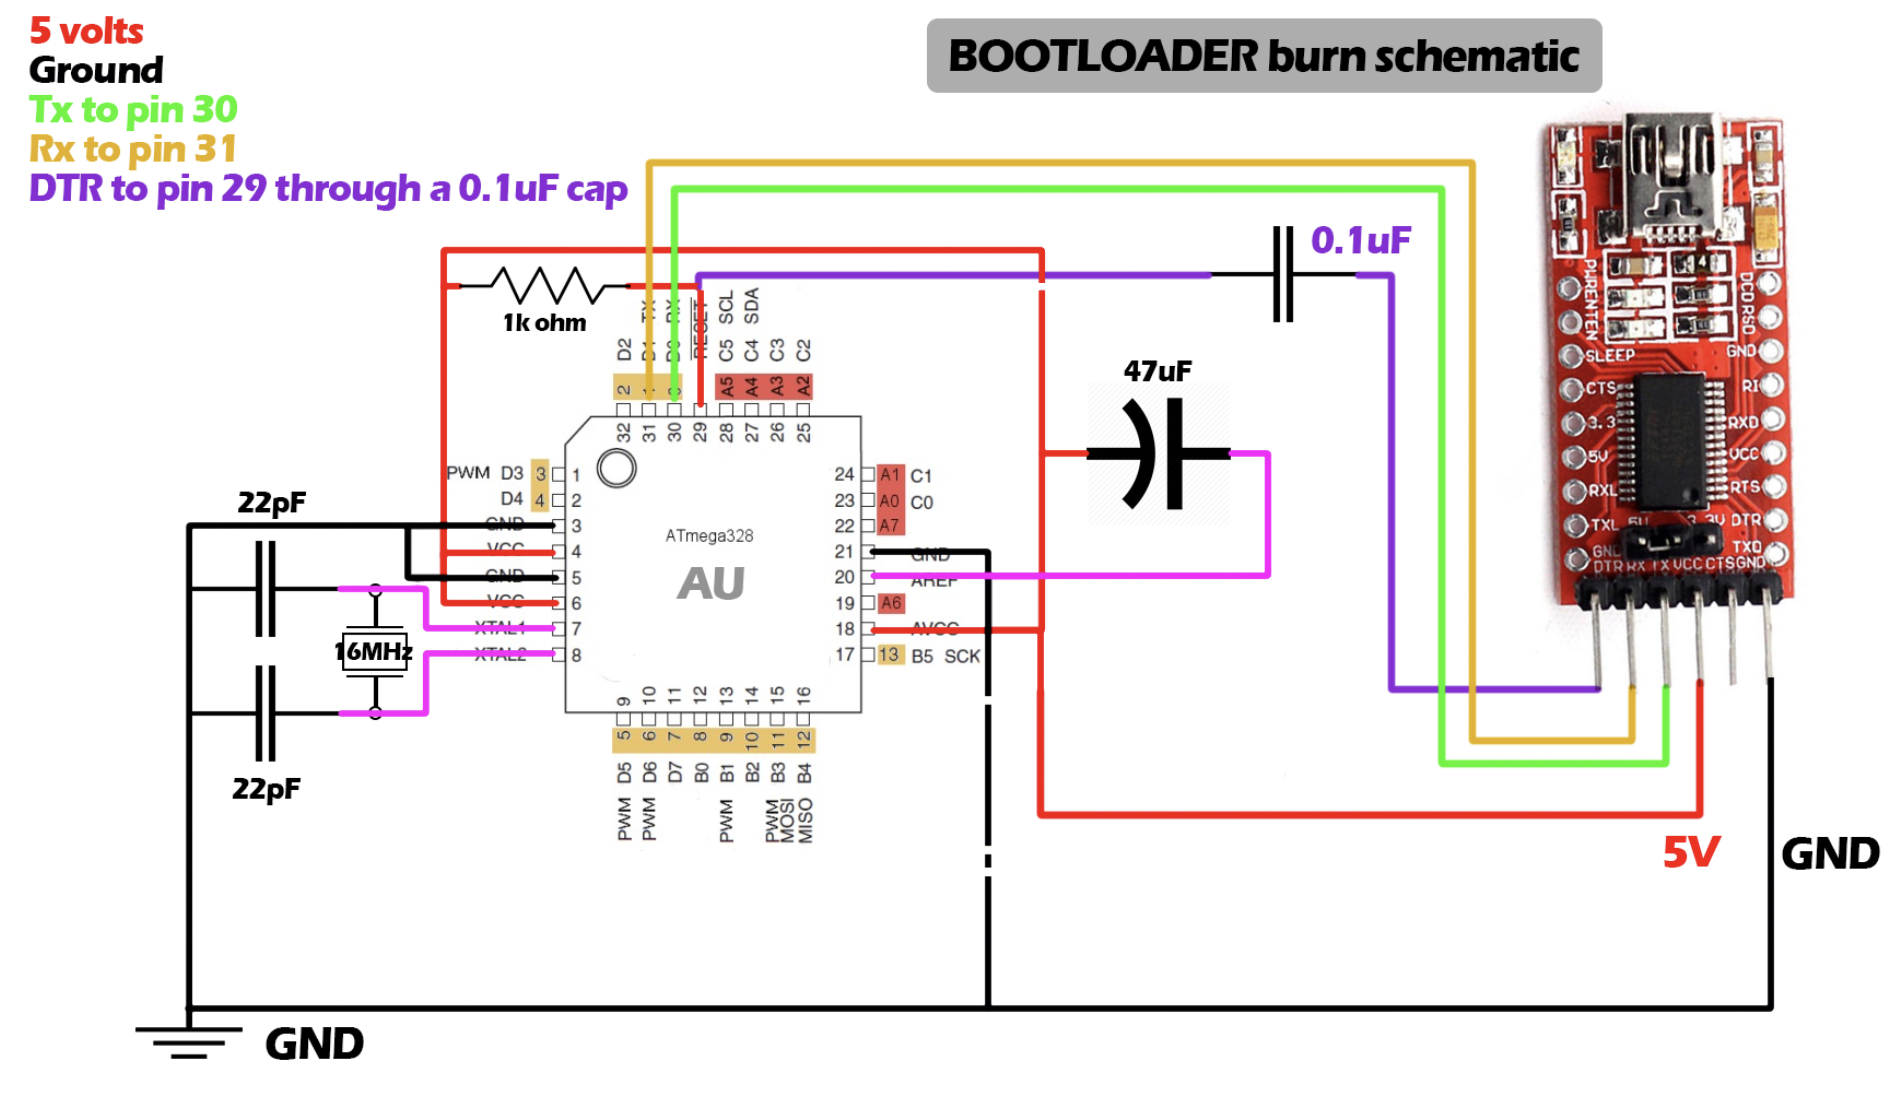 5 volts
Ground
Tx to pin 30
Rx to pin 31
DTR to pin 29 through a 0.1uF cap
BOOTLOADER burn schematic
0.1uF
1k ohm
47uF
D2
D1 TX
D0 RX
RESET
C5 SCL
C4 SDA
C3
C2
2
1
0
A5
A4
A3
A2
32 31 30 29 28 27 26 25
PWM D3 3 1
D4 4 2
GND 3
VCC 4
GND 5
VCC 6
XTAL1 7
XTAL2 8
22pF
16MHz
22pF
ATmega328
AU
24 A1 C1
23 A0 C0
22 A7
21 GND
20 AREF
19 A6
18 AVCC
17 13 B5 SCK
9 10 11 12 13 14 15 16
5 6 7 8 9 10 11 12
PWM D5
PWM D6
D7
B0
PWM B1
B2
PWM MOSI B3
MISO B4
PWRENTEN
SLEEP
CTS
3.3
5V
RXL
TXL
GND
DCD
RSD
GND
RI
RXD
VCC
RTS
DTR
TXD
5V 3.3V
DTR RX TX VCC CTS GND
5V
GND
GND